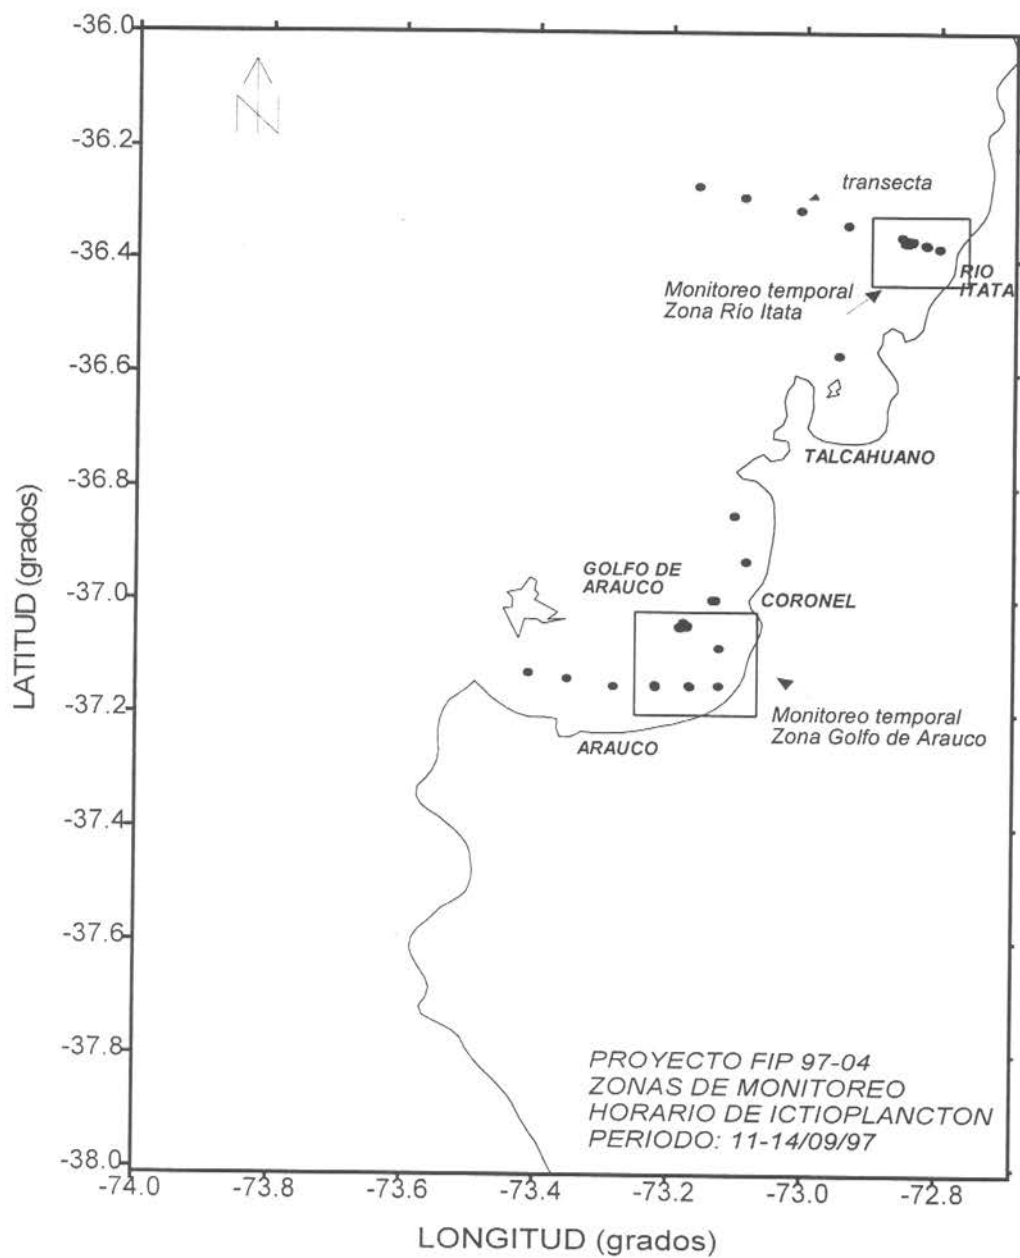 -36.0
-36.2
-36.4
-36.6
-36.8
-37.0
-37.2
-37.4
-37.6
-37.8
-38.0
LATITUD (grados)
N
transecta
RIO
ITATA
Monitoreo temporal
Zona Río Itata
TALCAHUANO
GOLFO DE
ARAUCO
CORONEL
Monitoreo temporal
Zona Golfo de Arauco
ARAUCO
PROYECTO FIP 97-04
ZONAS DE MONITOREO
HORARIO DE ICTIOPLANCTON
PERIODO: 11-14/09/97
-74.0
-73.8
-73.6
-73.4
-73.2
-73.0
-72.8
LONGITUD (grados)